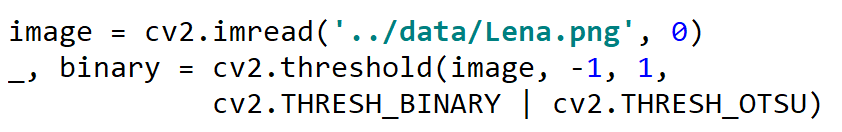 image = cv2.imread('../data/Lena.png', 0)
_, binary = cv2.threshold(image, -1, 1,
            cv2.THRESH_BINARY | cv2.THRESH_OTSU)